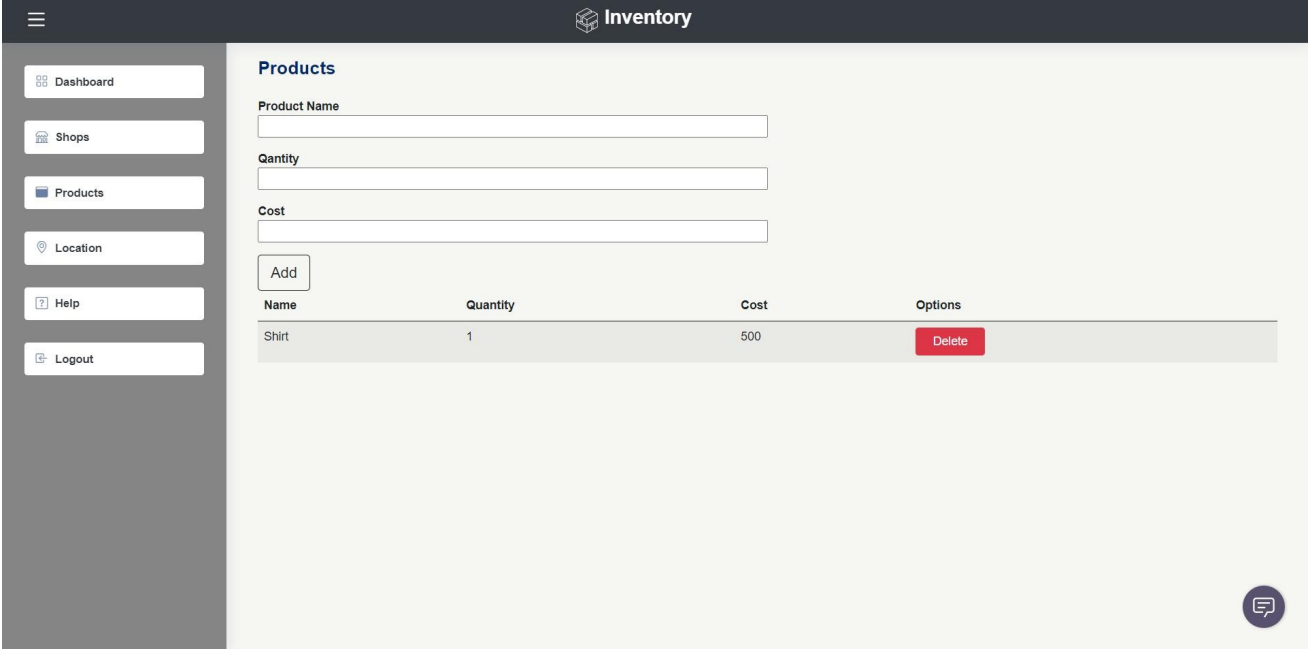 Inventory
Dashboard
Shops
Products
Location
Help
Logout
Products
Product Name
Qantity
Cost
Add
Name Quantity Cost Options
Shirt 1 500 Delete